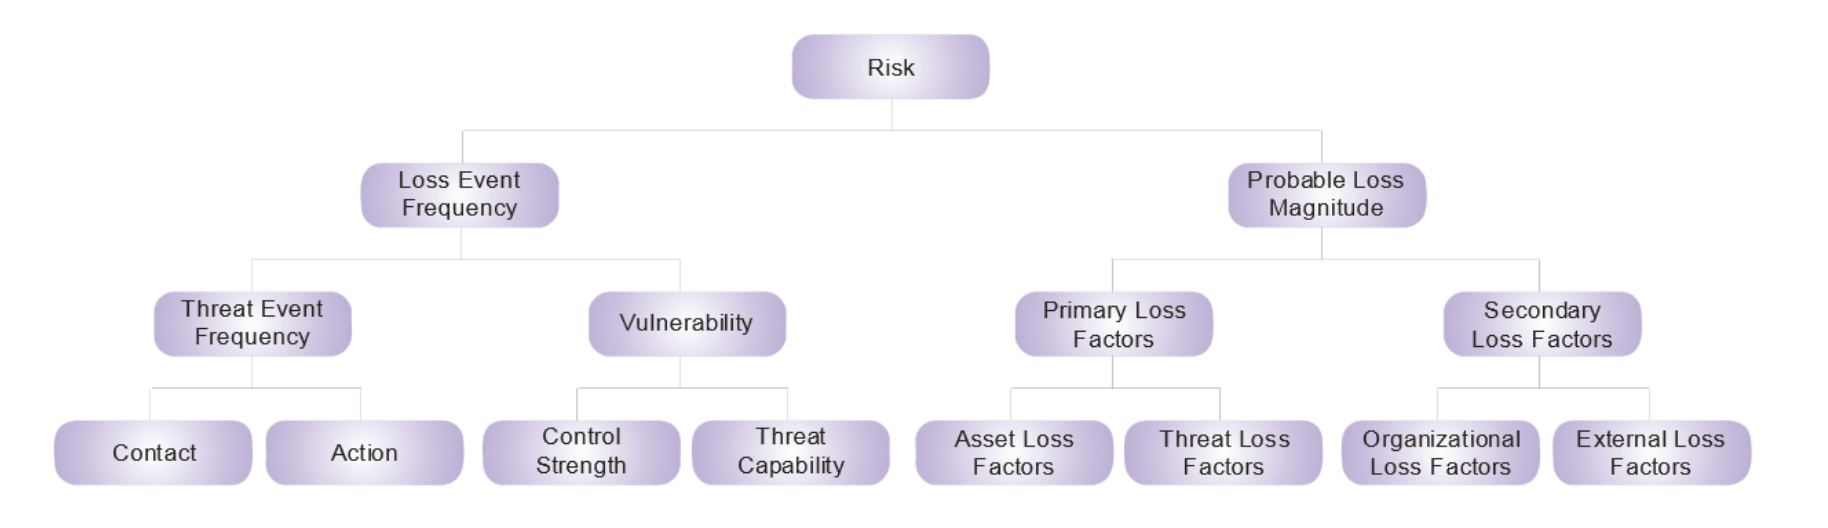 Risk
Loss Event
Frequency
Probable Loss
Magnitude
Threat Event
Frequency
Vulnerability
Primary Loss
Factors
Secondary
Loss Factors
Contact
Action
Control
Strength
Threat
Capability
Asset Loss
Factors
Threat Loss
Factors
Organizational
Loss Factors
External Loss
Factors